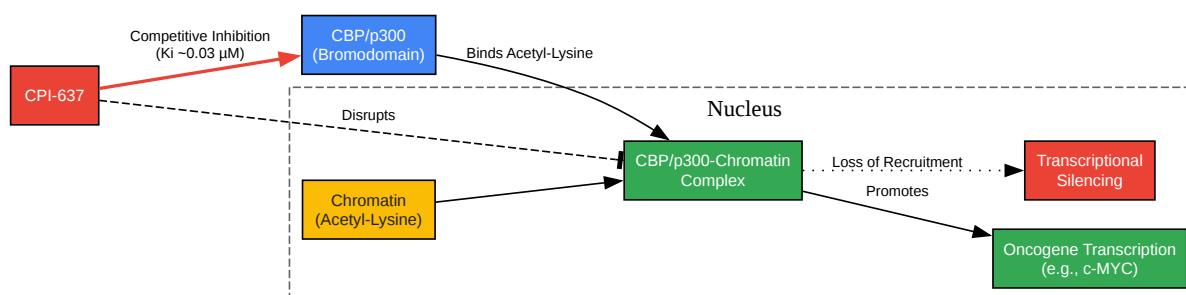 Competitive Inhibition
(Ki ~0.03 µM)
CBP/p300
(Bromodomain)
Binds Acetyl-Lysine
CPI-637
Nucleus
Disrupts
CBP/p300-Chromatin
Complex
Loss of Recruitment
Transcriptional
Silencing
Chromatin
(Acetyl-Lysine)
Promotes
Oncogene Transcription
(e.g., c-MYC)